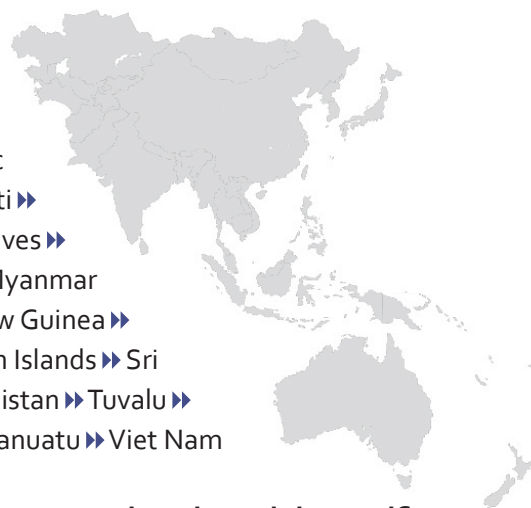 ti »
ves »
Myanmar
w Guinea »
n Islands » Sri
istan » Tuvalu »
anuatu » Viet Nam